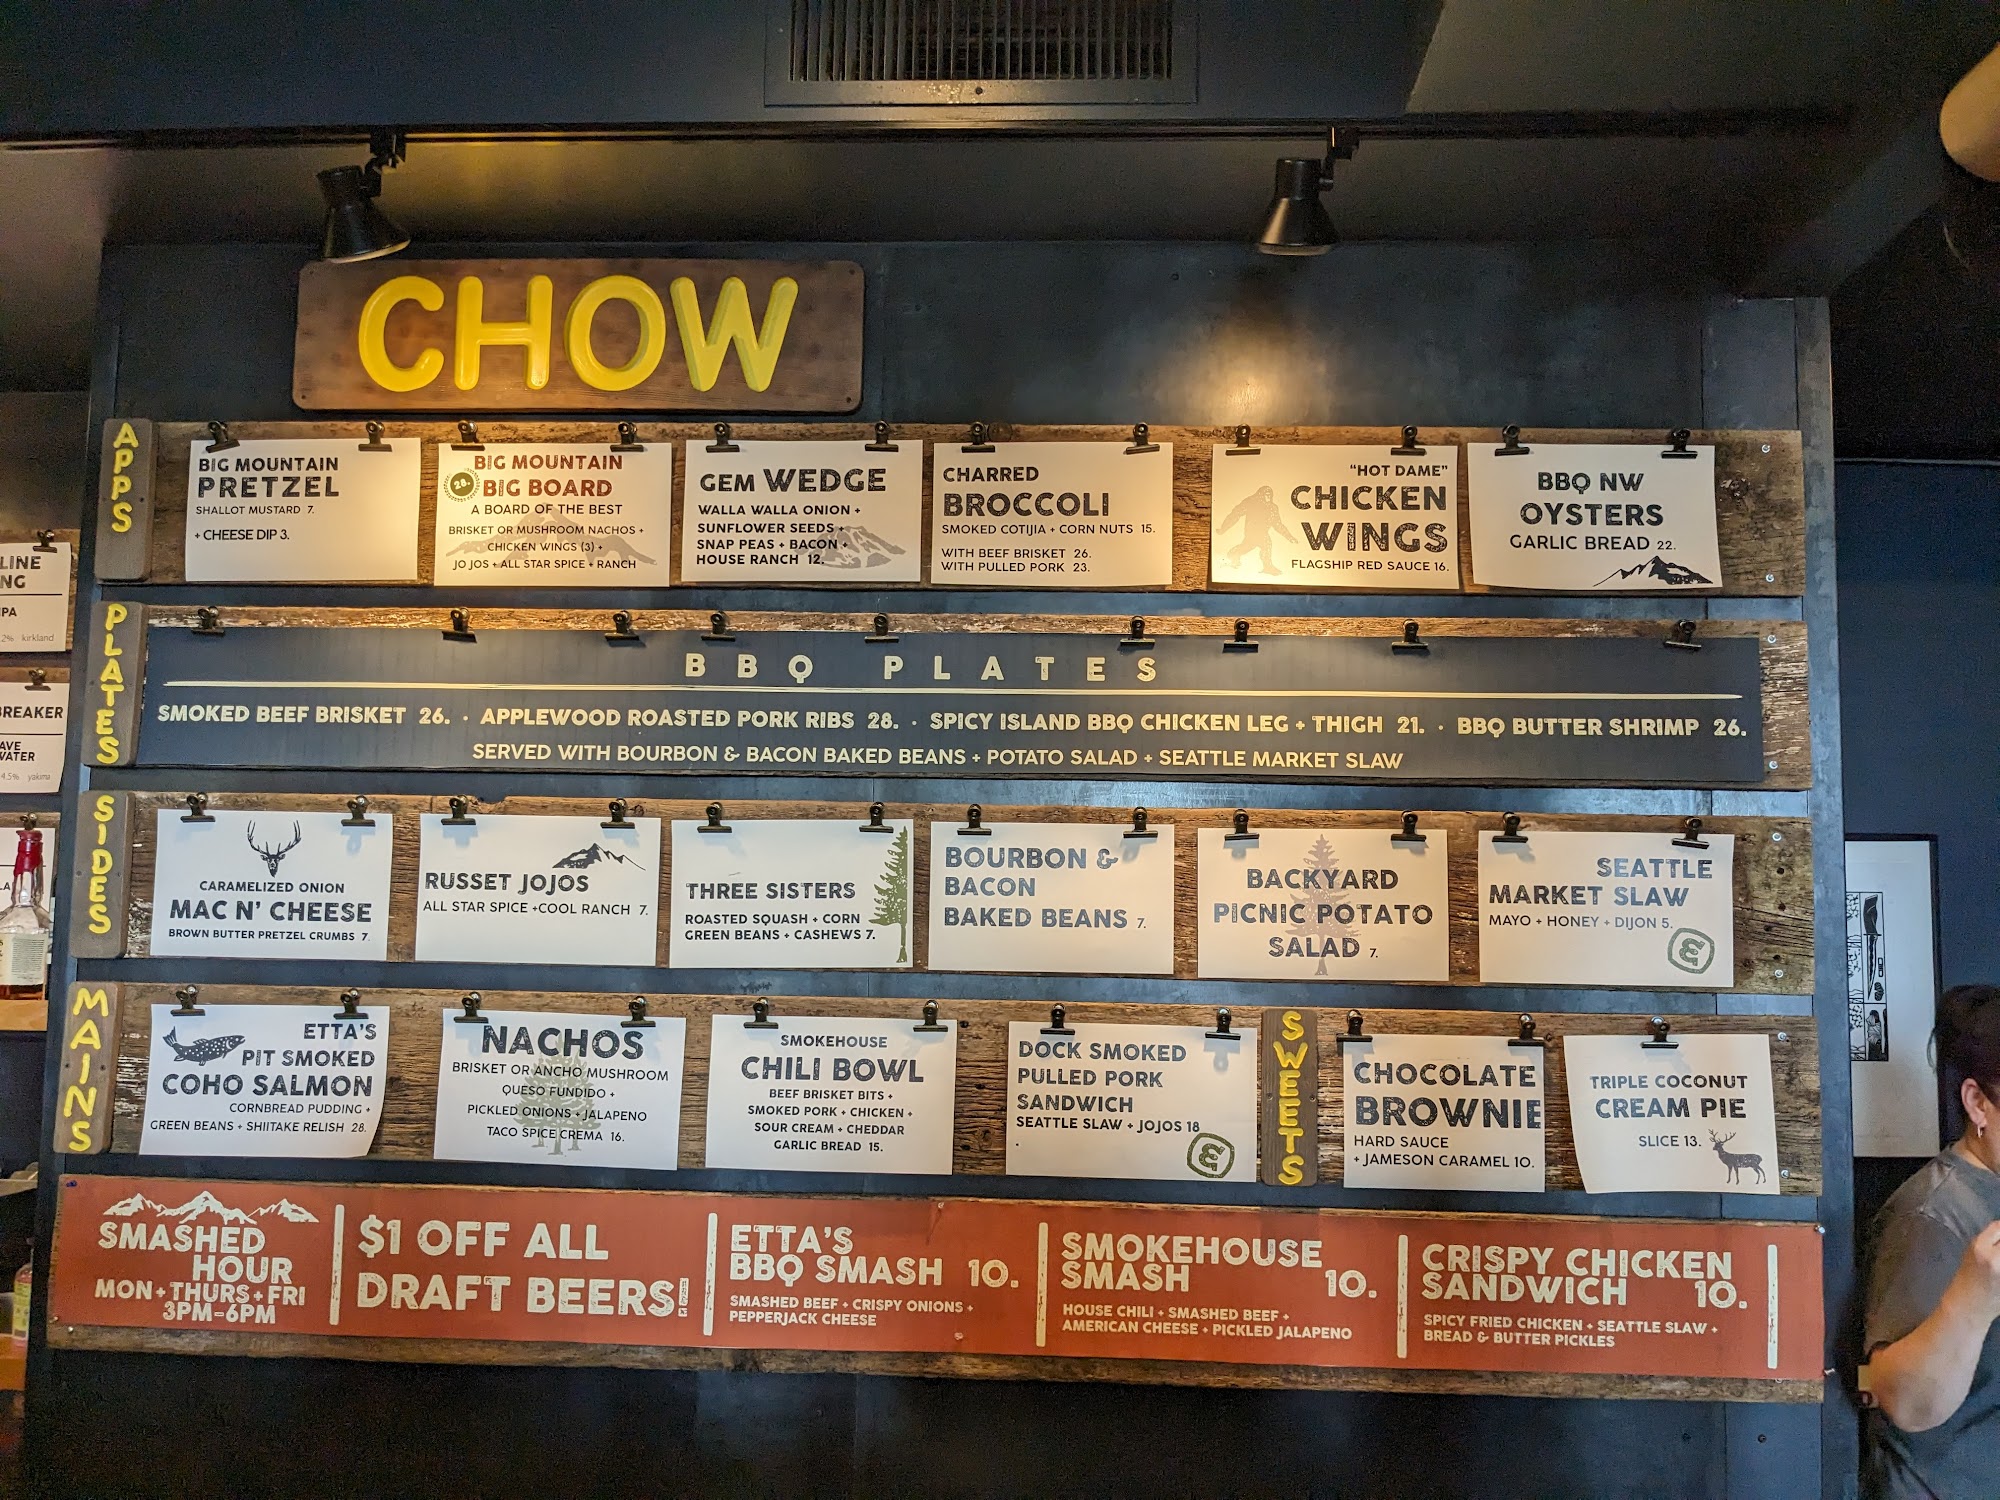 CHOW
APPS
BIG MOUNTAIN
PRETZEL
SHALLOT MUSTARD 7.
+ CHEESE DIP 3.
28.
BIG MOUNTAIN
BIG BOARD
A BOARD OF THE BEST
BRISKET OR MUSHROOM NACHOS +
CHICKEN WINGS (3) +
JO JOS + ALL STAR SPICE + RANCH
GEM WEDGE
WALLA WALLA ONION +
SUNFLOWER SEEDS +
SNAP PEAS + BACON +
HOUSE RANCH 12.
CHARRED
BROCCOLI
SMOKED COTIJIA + CORN NUTS 15.
WITH BEEF BRISKET 26.
WITH PULLED PORK 23.
"HOT DAME"
CHICKEN
WINGS
FLAGSHIP RED SAUCE 16.
BBQ NW
OYSTERS
GARLIC BREAD 22.
PLATES
BBQ PLATES
SMOKED BEEF BRISKET 26. · APPLEWOOD ROASTED PORK RIBS 28. · SPICY ISLAND BBQ CHICKEN LEG + THIGH 21. · BBQ BUTTER SHRIMP 26.
SERVED WITH BOURBON & BACON BAKED BEANS + POTATO SALAD + SEATTLE MARKET SLAW
SIDES
CARAMELIZED ONION
MAC N' CHEESE
BROWN BUTTER PRETZEL CRUMBS 7.
RUSSET JOJOS
ALL STAR SPICE +COOL RANCH 7.
THREE SISTERS
ROASTED SQUASH + CORN
GREEN BEANS + CASHEWS 7.
BOURBON &
BACON
BAKED BEANS 7.
BACKYARD
PICNIC POTATO
SALAD 7.
SEATTLE
MARKET SLAW
MAYO + HONEY + DIJON 5.
MAINS
ETTA'S
PIT SMOKED
COHO SALMON
CORNBREAD PUDDING +
GREEN BEANS + SHIITAKE RELISH 28.
NACHOS
BRISKET OR ANCHO MUSHROOM
QUESO FUNDIDO +
PICKLED ONIONS + JALAPENO
TACO SPICE CREMA 16.
SMOKEHOUSE
CHILI BOWL
BEEF BRISKET BITS +
SMOKED PORK + CHICKEN +
SOUR CREAM + CHEDDAR
GARLIC BREAD 15.
DOCK SMOKED
PULLED PORK
SANDWICH
SEATTLE SLAW + JOJOS 18
.
SWEETS
CHOCOLATE
BROWNIE
HARD SAUCE
+ JAMESON CARAMEL 10.
TRIPLE COCONUT
CREAM PIE
SLICE 13.
SMASHED
HOUR
MON + THURS + FRI
3PM-6PM
$1 OFF ALL
DRAFT BEERS!
ETTA'S
BBQ SMASH 10.
SMASHED BEEF + CRISPY ONIONS +
PEPPERJACK CHEESE
SMOKEHOUSE
SMASH 10.
HOUSE CHILI + SMASHED BEEF +
AMERICAN CHEESE + PICKLED JALAPENO
CRISPY CHICKEN
SANDWICH 10.
SPICY FRIED CHICKEN + SEATTLE SLAW +
BREAD & BUTTER PICKLES
LINE
NG
IPA
2% kirkland
BREAKER
AVE
WATER
4.5% yakima